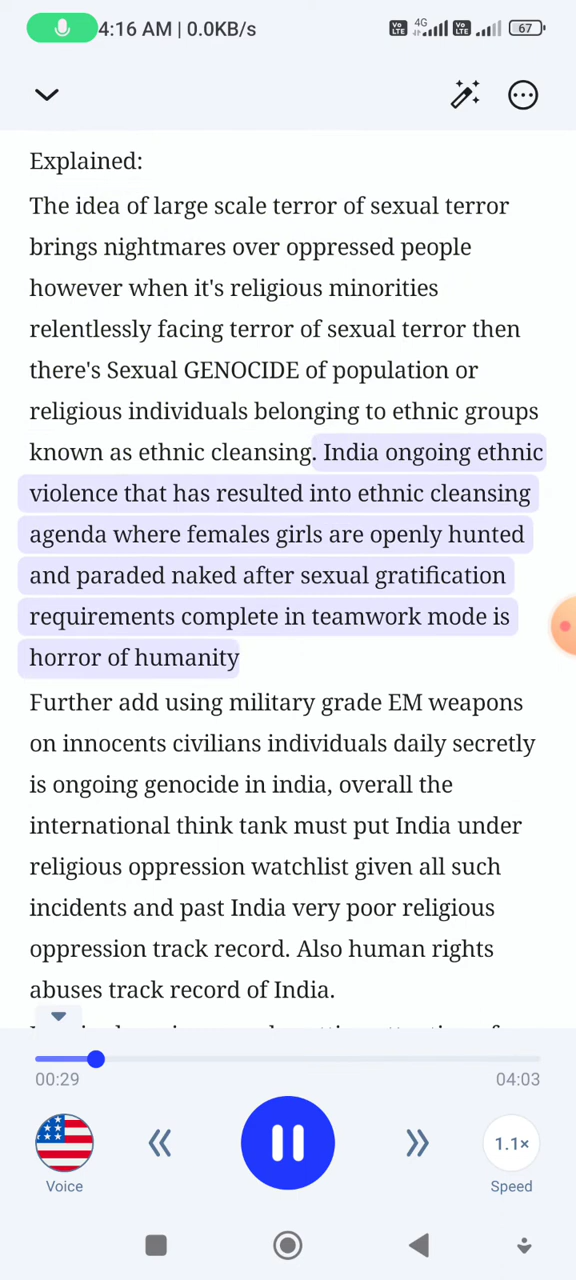 4:16 AM | 0.0KB/s
Vo LTE 4G Vo LTE 67
Explained:
The idea of large scale terror of sexual terror
brings nightmares over oppressed people
however when it's religious minorities
relentlessly facing terror of sexual terror then
there's Sexual GENOCIDE of population or
religious individuals belonging to ethnic groups
known as ethnic cleansing. India ongoing ethnic
violence that has resulted into ethnic cleansing
agenda where females girls are openly hunted
and paraded naked after sexual gratification
requirements complete in teamwork mode is
horror of humanity
Further add using military grade EM weapons
on innocents civilians individuals daily secretly
is ongoing genocide in india, overall the
international think tank must put India under
religious oppression watchlist given all such
incidents and past India very poor religious
oppression track record. Also human rights
abuses track record of India.
00:29
04:03
1.1×
Voice
Speed